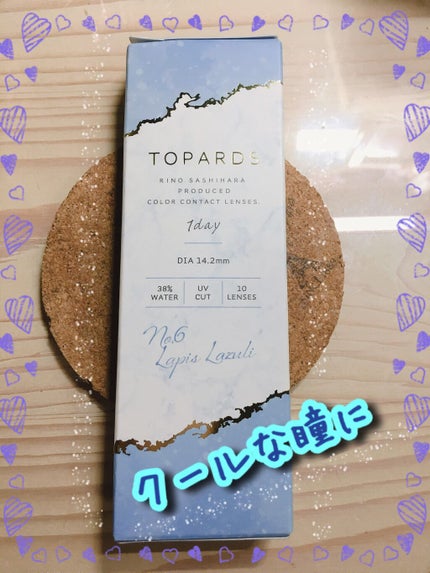 TOPARDS
RINO SASHIHARA
PRODUCED
COLOR CONTACT LENSES.
1day
DIA 14.2mm
38%
WATER
UV
CUT
10
LENSES
No.6
Lapis Lazuli
クールな瞳に